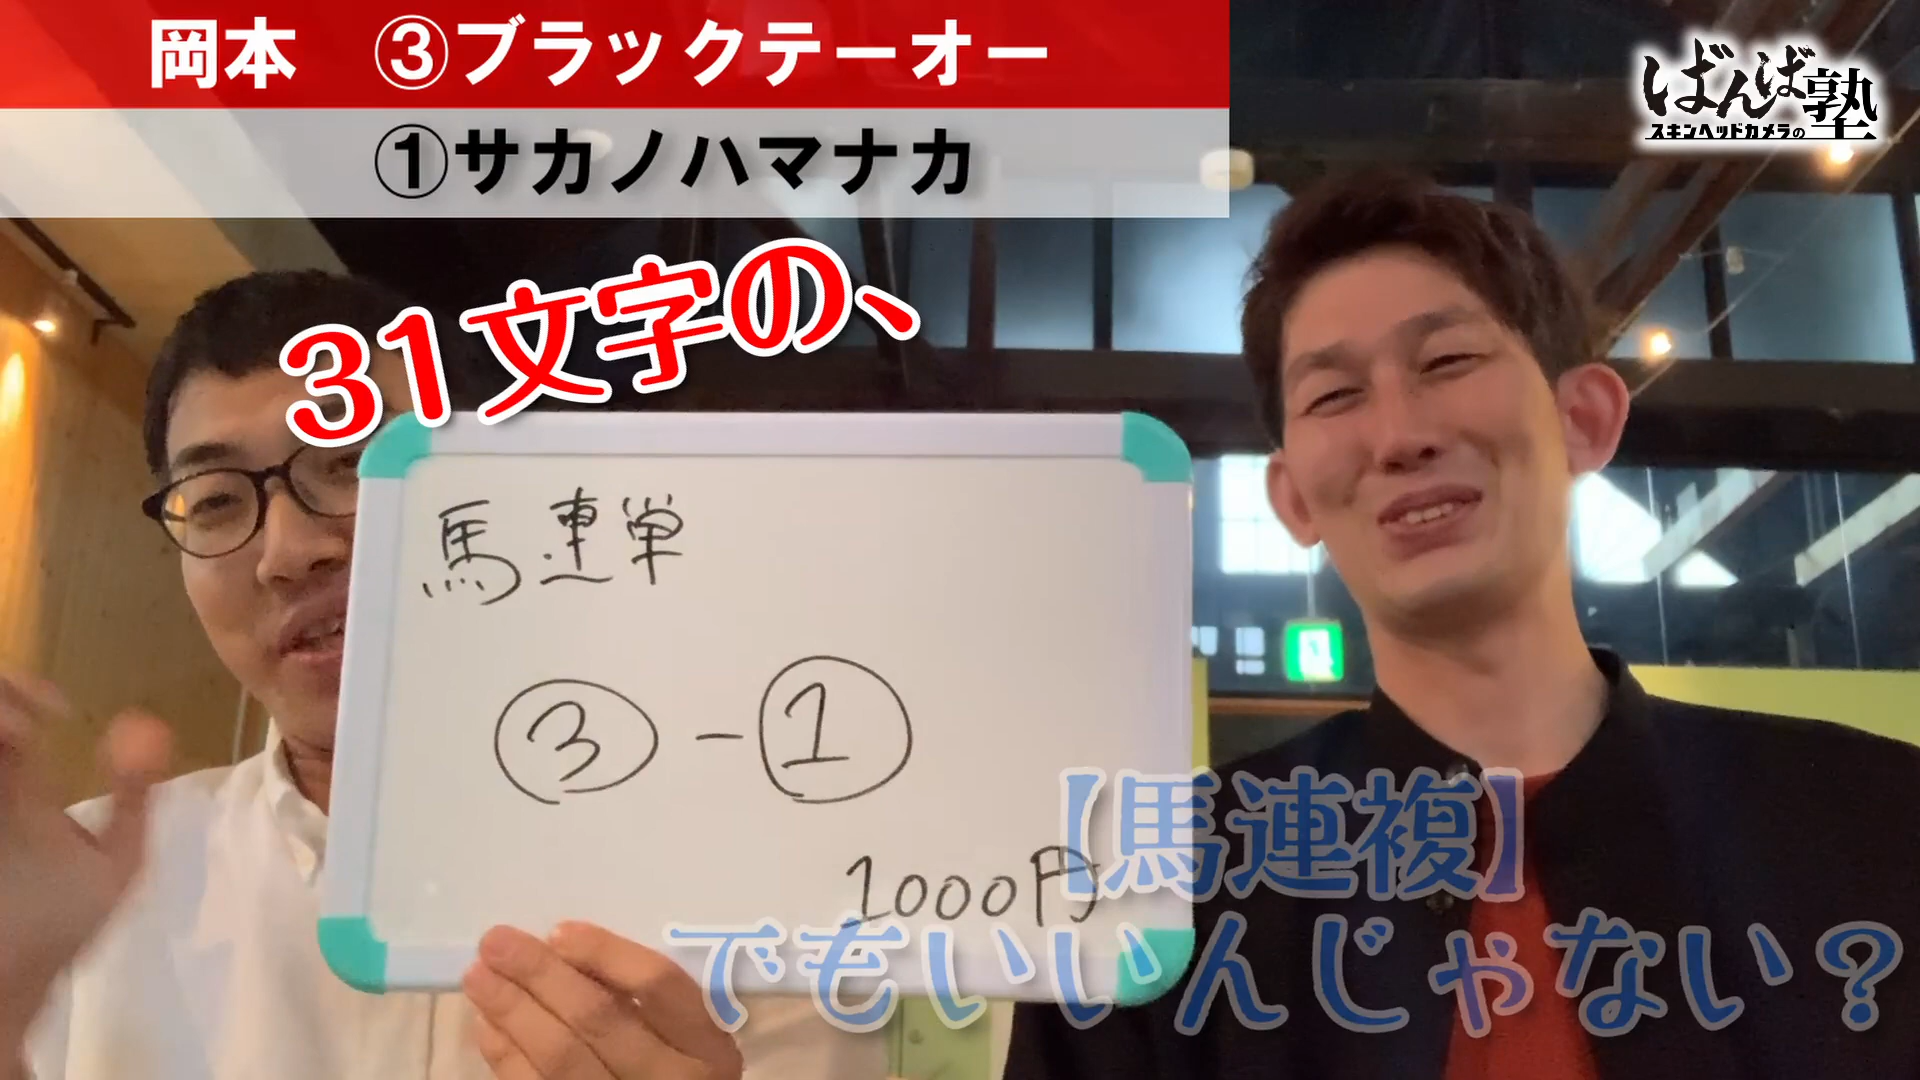 岡本 ③ブラックテーオー
①サカノハマナカ
ばんば塾
スキンヘッドカメラの
31文字の、
馬連単
③-①
1000円
【馬連複】
でもいいんじゃない?